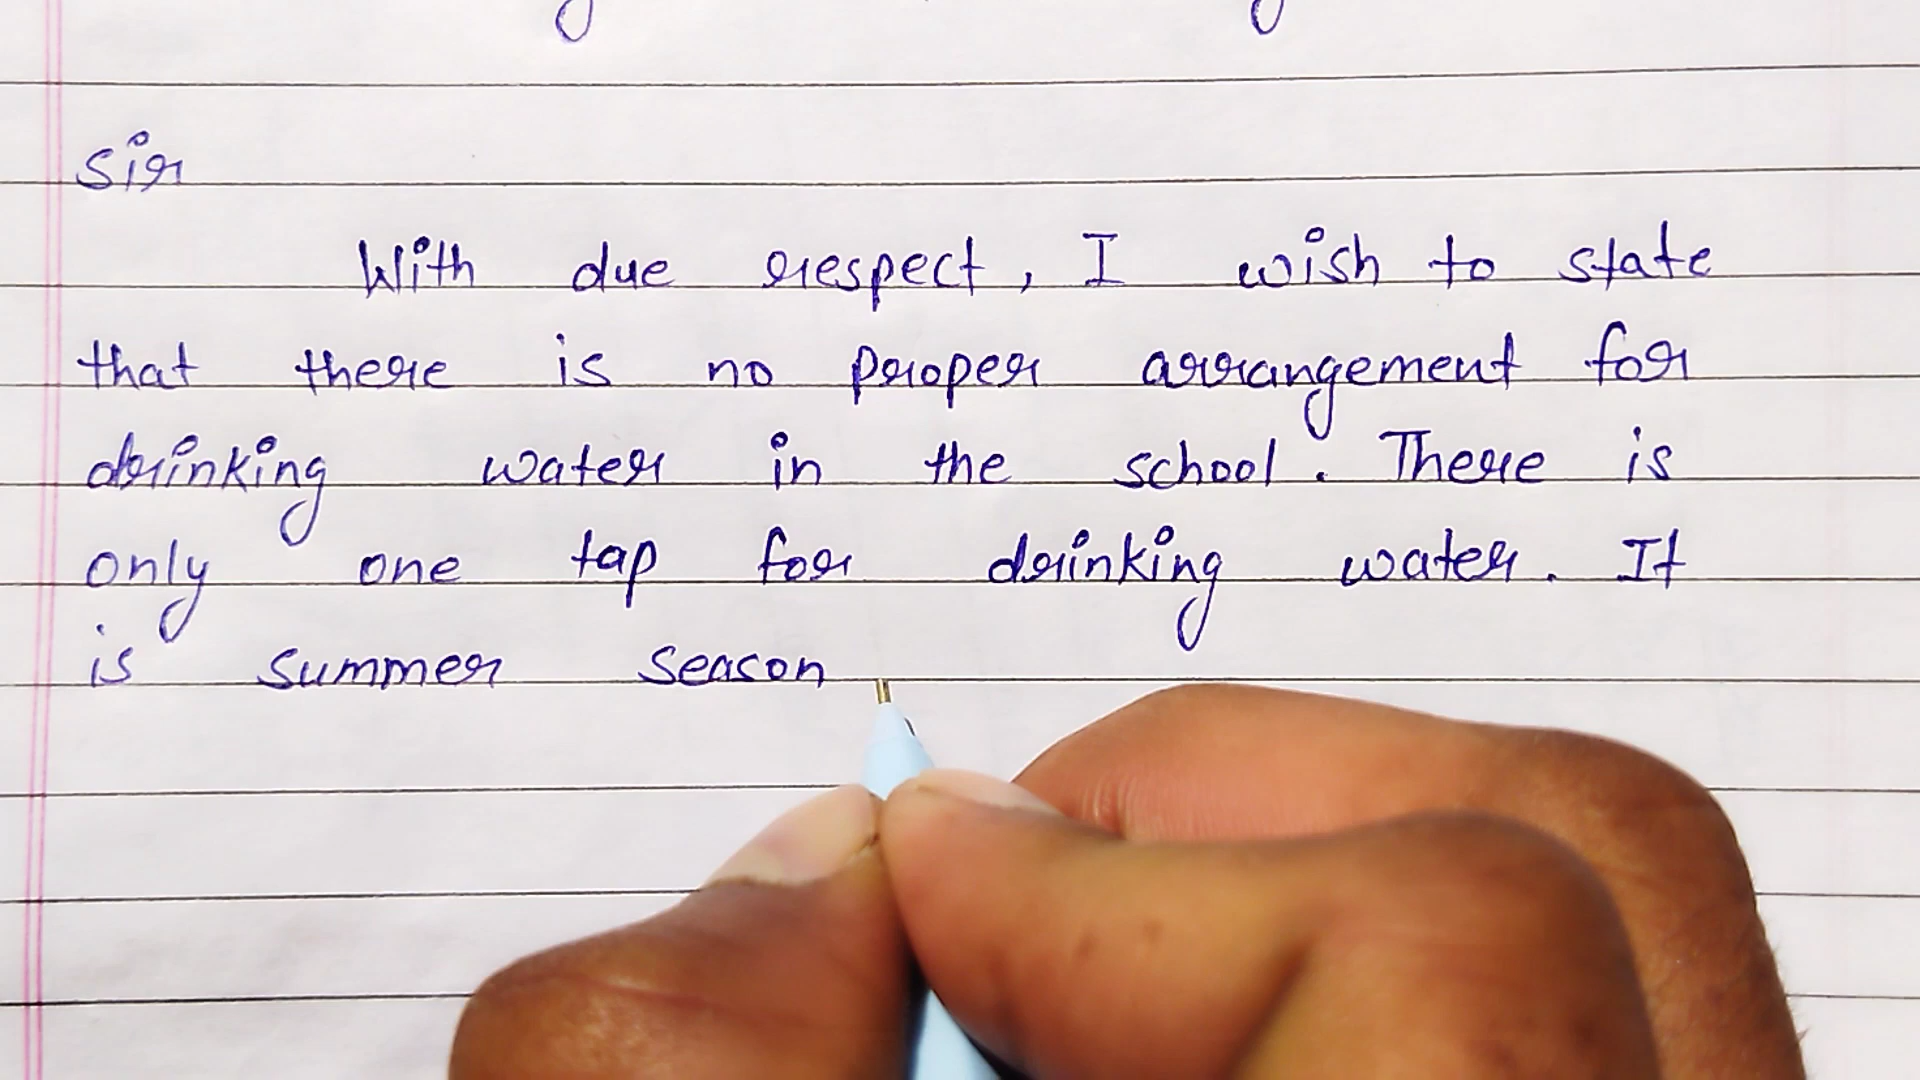 Sir
With due respect, I wish to state
that there is no proper arrangement for
drinking water in the school. There is
only one tap for drinking water. It
is summer season